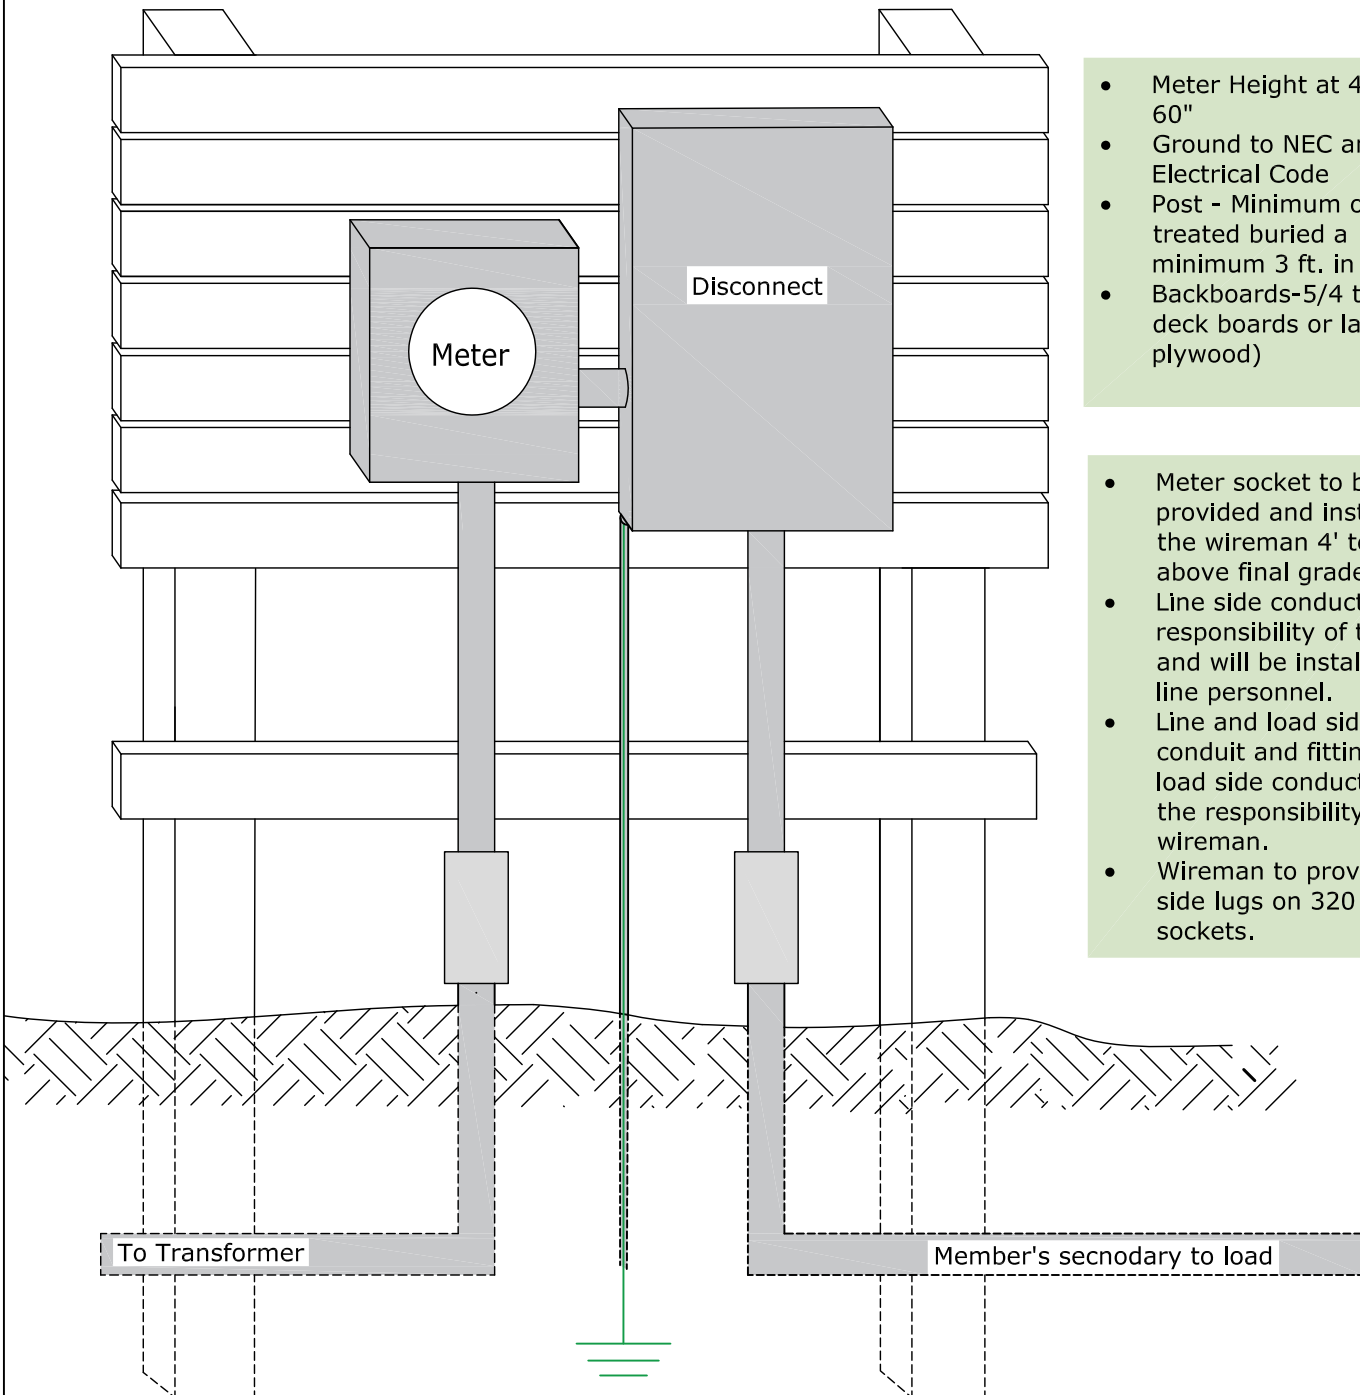 • Meter Height at 4
60"
• Ground to NEC
Electrical Code
• Post - Minimum
treated buried a
minimum 3 ft. in
• Backboards-5/4
deck boards or
plywood)
Disconnect
Meter
• Meter socket to
provided and
the wireman 4'
above final
• Line side
responsibility of
and will be
line personnel.
• Line and load
conduit and
load side
the responsibility
wireman.
• Wireman to
side lugs on 320
sockets.
To Transformer
Member's secnodary to load